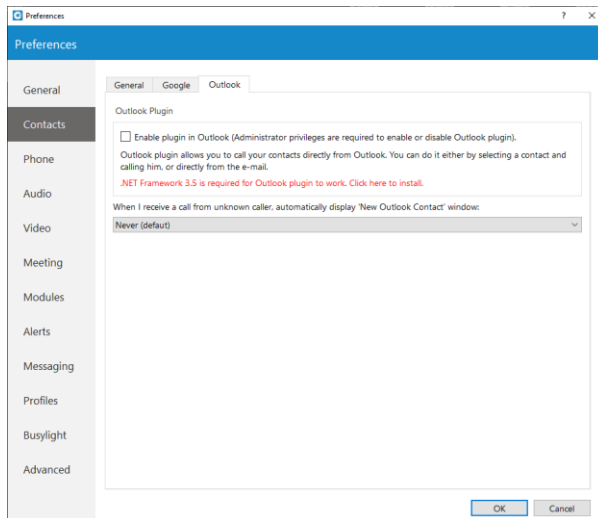 Preferences
Preferences
General
Contacts
Phone
Audio
Video
Meeting
Modules
Alerts
Messaging
Profiles
Busylight
Advanced
General Google Outlook
Outlook Plugin
Enable plugin in Outlook (Administrator privileges are required to enable or disable Outlook plugin).
Outlook plugin allows you to call your contacts directly from Outlook. You can do it either by selecting a contact and
calling him, or directly from the e-mail.
.NET Framework 3.5 is required for Outlook plugin to work. Click here to install.
When I receive a call from unknown caller, automatically display 'New Outlook Contact' window:
Never (defaut)
OK Cancel